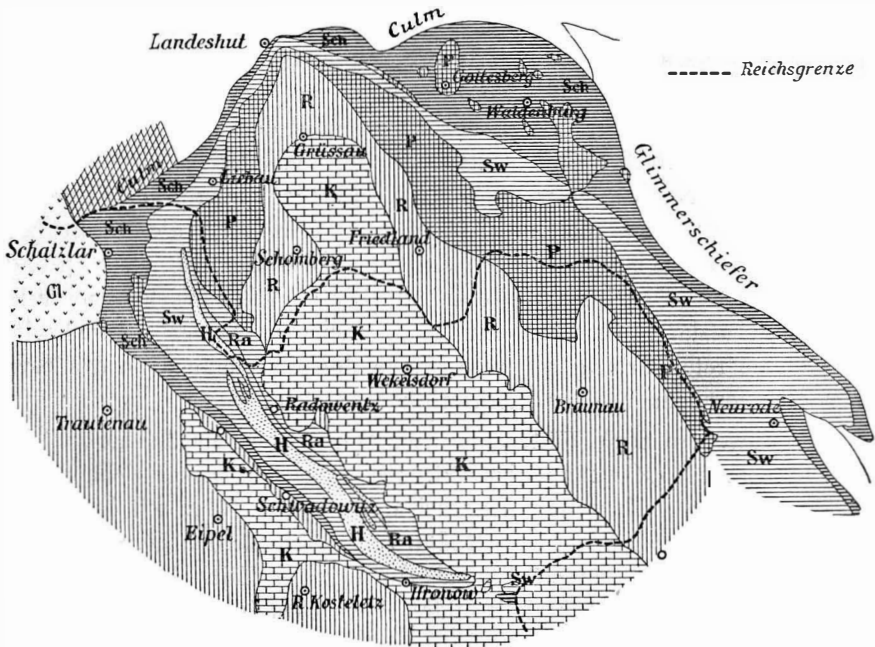 Culm
Landeshut
Sch
P
Gottesberg
Sch
Reichsgrenze
Waldenburg
R
P
Grüssau
Sw
Culm
Sch
Liebau
K
Glimmerschiefer
Sch
P
R
Schatzlar
Schömberg
Friedland
P
Gl
R
Sw
Sw
H
Ra
K
R
Sch
Wekelsdorf
P
Trautenau
Radowentz
Braunau
Neurode
H
Ra
K
K
R
Sw
Schwadowitz
Eipel
H
Ra
K
Sw
Hronow
R
Kosteletz